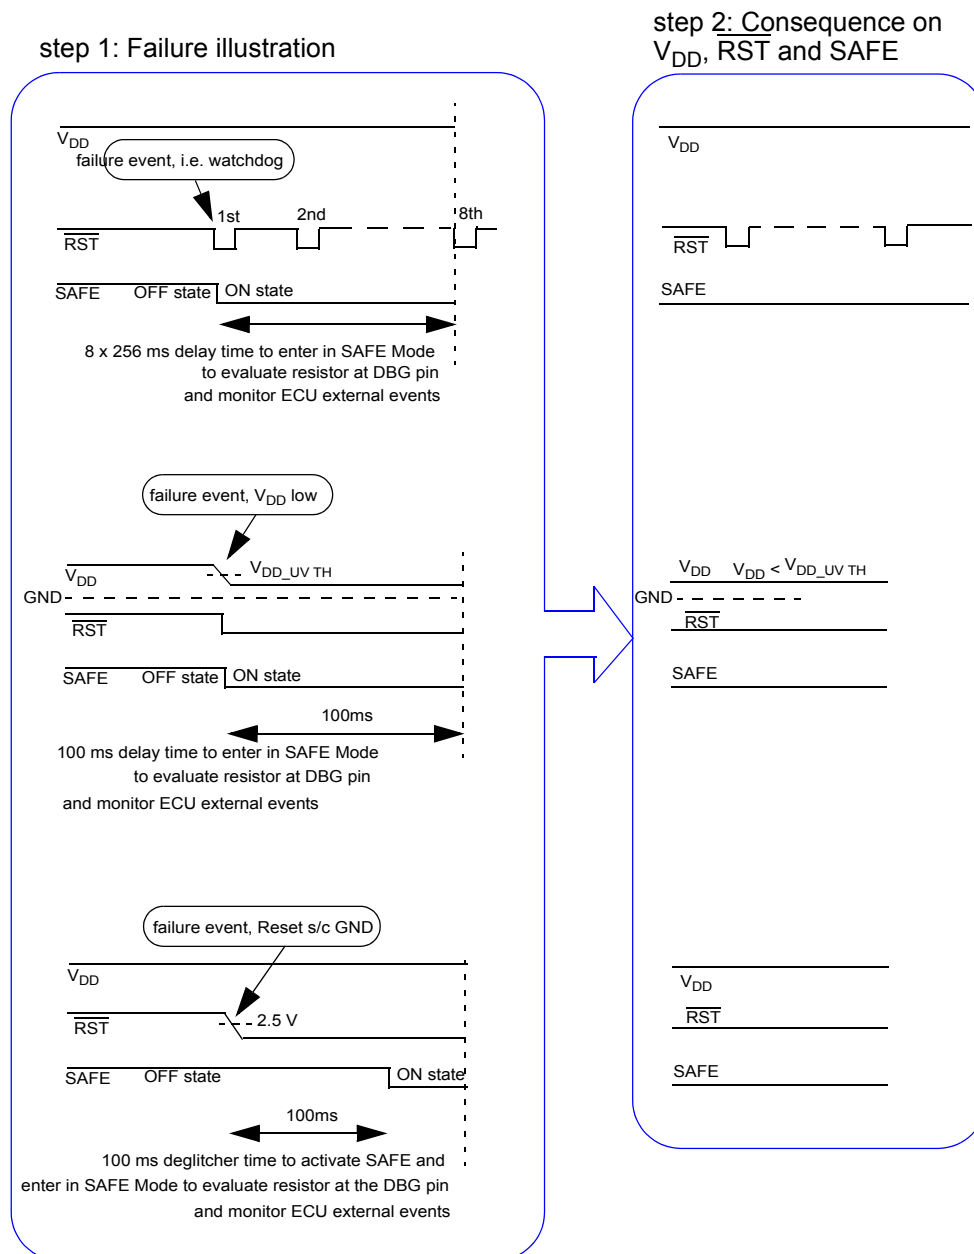 step 1: Failure illustration
step 2: Consequence on
VDD, RST and SAFE
VDD
failure event, i.e. watchdog
1st 2nd 8th
RST
SAFE OFF state ON state
8 x 256 ms delay time to enter in SAFE Mode
to evaluate resistor at DBG pin
and monitor ECU external events
VDD
RST
SAFE
failure event, VDD low
VDD VDD_UV TH
GND
RST
SAFE OFF state ON state
100ms
100 ms delay time to enter in SAFE Mode
to evaluate resistor at DBG pin
and monitor ECU external events
VDD VDD < VDD_UV TH
GND
RST
SAFE
failure event, Reset s/c GND
VDD
RST 2.5 V
SAFE OFF state ON state
100ms
100 ms deglitcher time to activate SAFE and
enter in SAFE Mode to evaluate resistor at the DBG pin
and monitor ECU external events
VDD
RST
SAFE